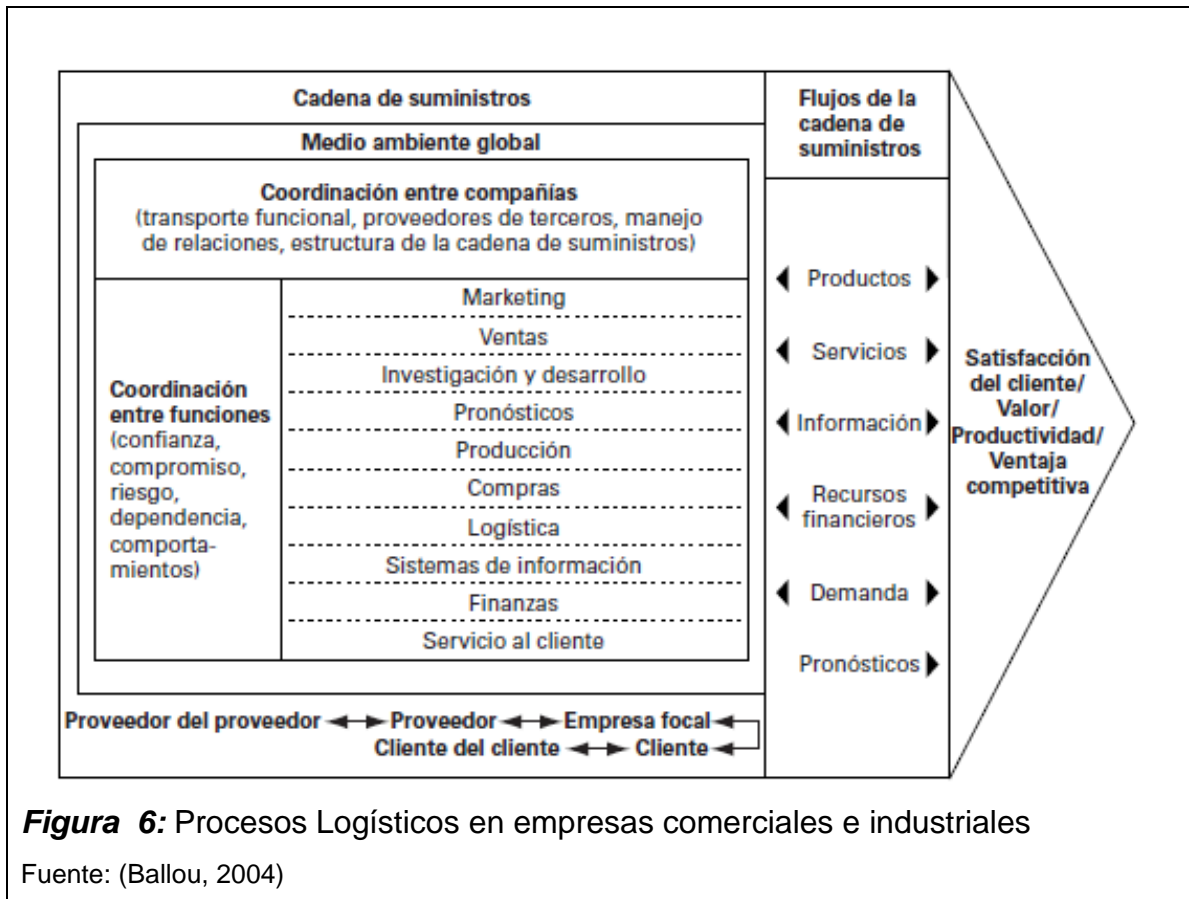 Cadena de suministros
Medio ambiente global
Coordinación entre compañías
(transporte funcional, proveedores de terceros, manejo
de relaciones, estructura de la cadena de suministros)
Coordinación
entre funciones
(confianza,
compromiso,
riesgo,
dependencia,
comporta-
mientos)
Marketing
Ventas
Investigación y desarrollo
Pronósticos
Producción
Compras
Logística
Sistemas de información
Finanzas
Servicio al cliente
Proveedor del proveedor Proveedor Empresa focal
Cliente del cliente Cliente
Flujos de la
cadena de
suministros
Productos
Servicios
Información
Recursos
financieros
Demanda
Pronósticos
Satisfacción
del cliente/
Valor/
Productividad/
Ventaja
competitiva
Figura 6: Procesos Logísticos en empresas comerciales e industriales
Fuente: (Ballou, 2004)